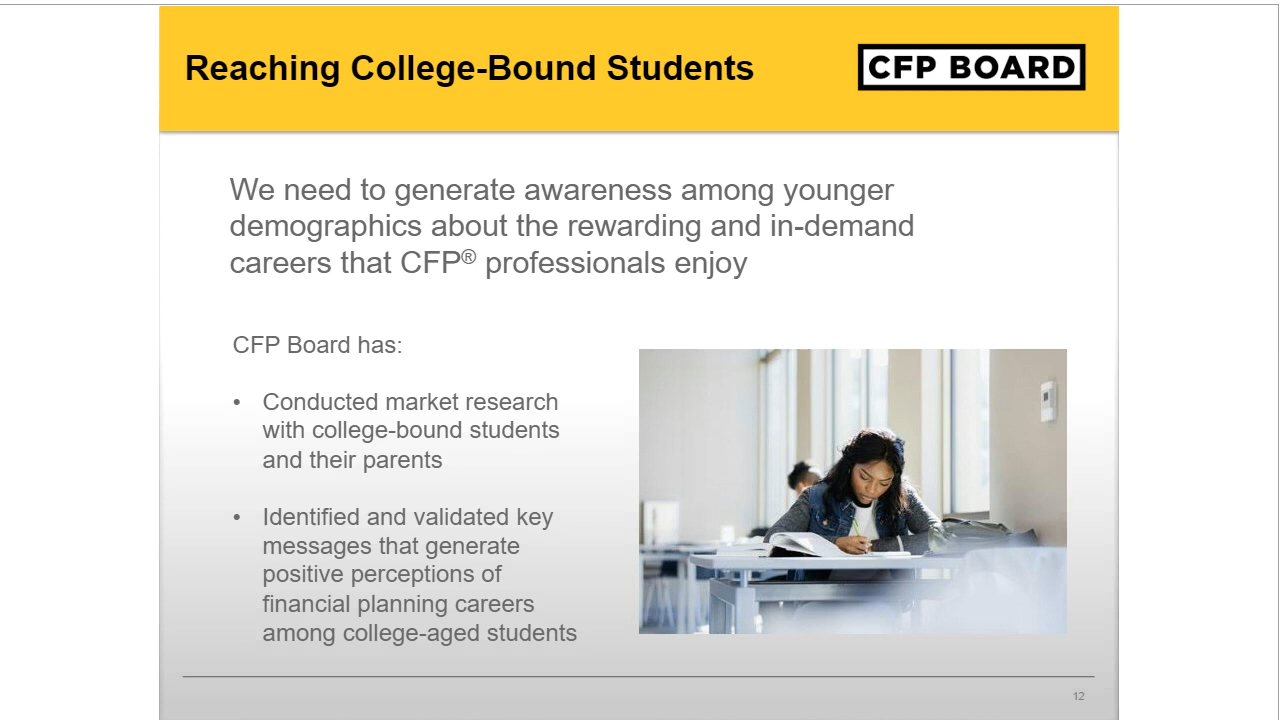 Reaching College-Bound Students
CFP BOARD
We need to generate awareness among younger
demographics about the rewarding and in-demand
careers that CFP® professionals enjoy
CFP Board has:
• Conducted market research
with college-bound students
and their parents
• Identified and validated key
messages that generate
positive perceptions of
financial planning careers
among college-aged students
12